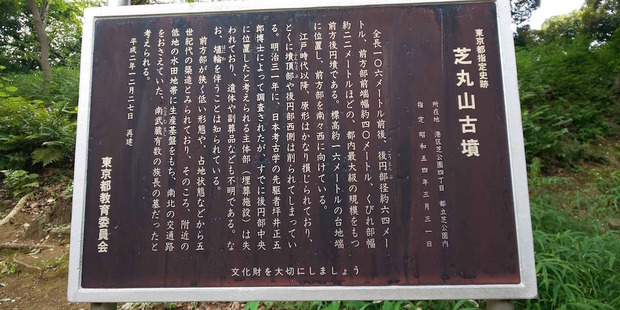 東京都指定史跡
芝丸山古墳
所在地 港区芝公園四丁目 都立芝公園内
指定 昭和五四年三月三一日
全長一〇六メートル前後、後円部径約六四メー
トル、前方部前端幅約四〇メートル、くびれ部幅
約二二メートルほどの、都内最大級の規模をもつ
前方後円墳である。標高約一六メートルの台地端
に位置し、前方部を南々西に向けている。
江戸時代以降、原形はかなり損じられており、
とくに墳頂部や後円部西側は削られてしまってい
る。明治三一年に、日本考古学の先駆者坪井正五
郎博士によって調査されたが、すでに後円部中央
に位置したと考えられる主体部(埋葬施設)は失
われており、遺体や副葬品なども不明である。な
お、埴輪を伴うことは知られている。
前方部が狭く低い形態や、占地状態などから五
世紀代の築造とみられており、そのころ、附近の
低地の水田地帯に生産基盤をもち、南北の交通路
をおさえていた、南武蔵有数の族長の墓だったと
考えられる。
平成二年一二月二七日 再建
東京都教育委員会
文化財を大切にしましょう